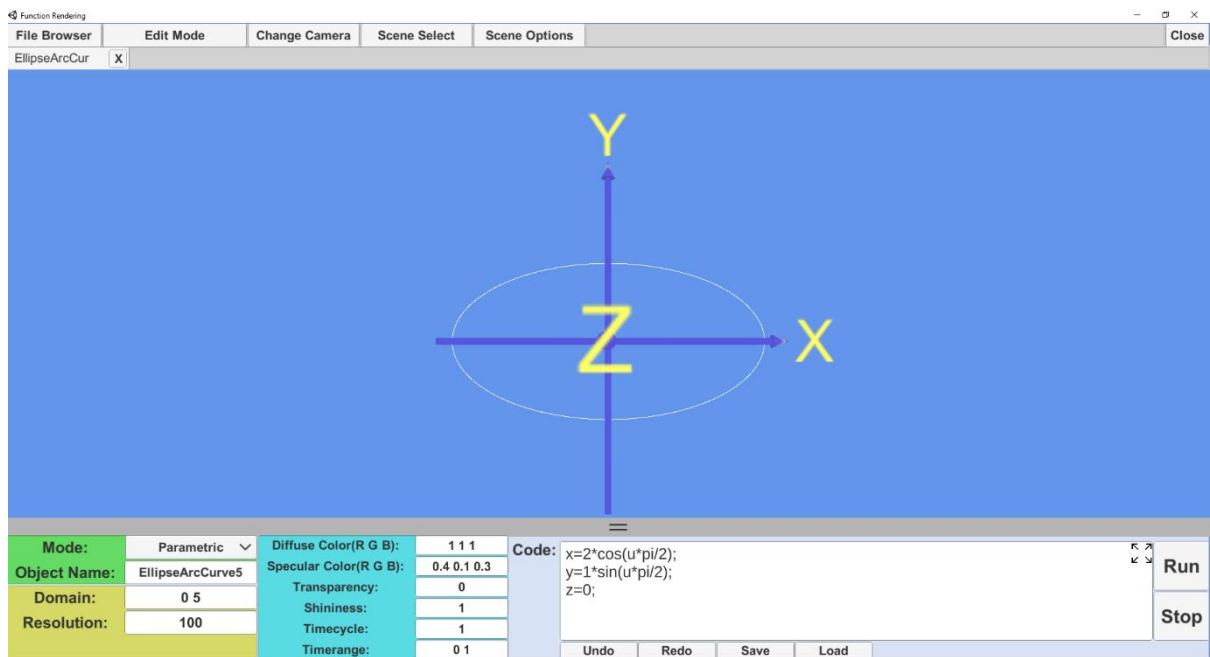 Function Rendering
File Browser Edit Mode Change Camera Scene Select Scene Options Close
EllipseArcCur X
Y
Z
X
Mode: Parametric
Object Name: EllipseArcCurve5
Domain: 0 5
Resolution: 100
Diffuse Color(R G B): 1 1 1
Specular Color(R G B): 0.4 0.1 0.3
Transparency: 0
Shininess: 1
Timecycle: 1
Timerange: 0 1
Code:
x=2*cos(u*pi/2);
y=1*sin(u*pi/2);
z=0;
Run
Stop
Undo Redo Save Load